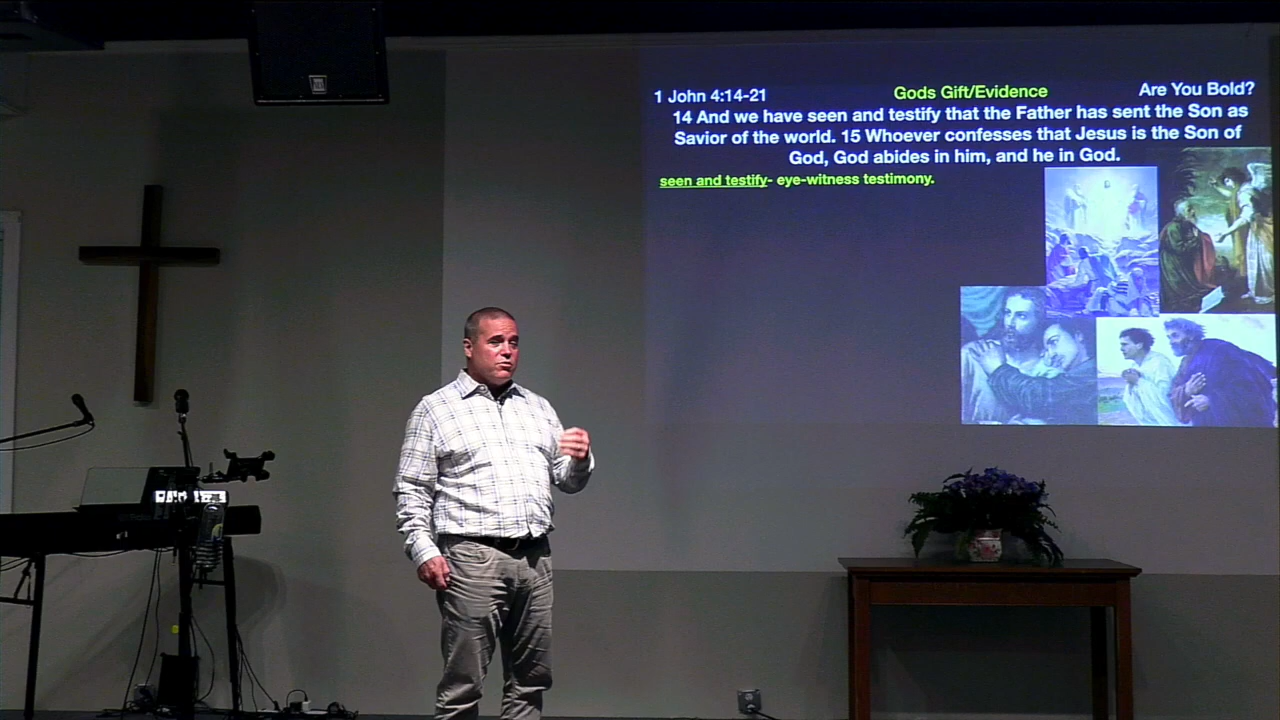 1 John 4:14-21 Gods Gift/Evidence Are You Bold?
14 And we have seen and testify that the Father has sent the Son as
Savior of the world. 15 Whoever confesses that Jesus is the Son of
God, God abides in him, and he in God.
seen and testify- eye-witness testimony.